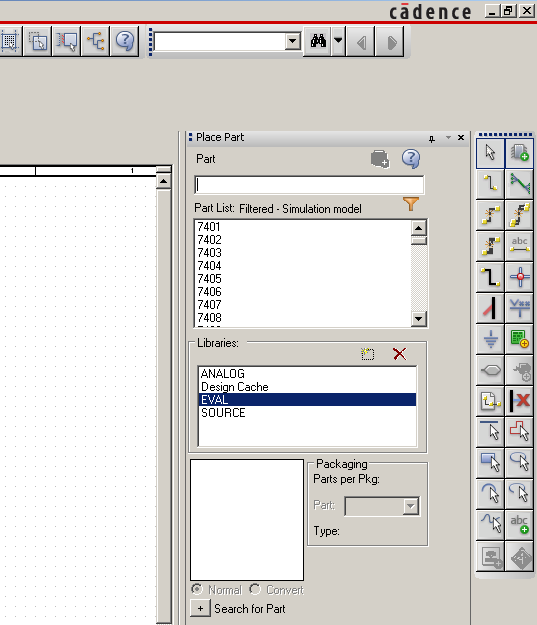 cādence
Place Part
Part
Part List: Filtered - Simulation model
7401
7402
7403
7404
7405
7406
7407
7408
Libraries:
ANALOG
Design Cache
EVAL
SOURCE
Packaging
Parts per Pkg:
Part:
Type:
Normal Convert
+ Search for Part
1
abc
Vxx
abc